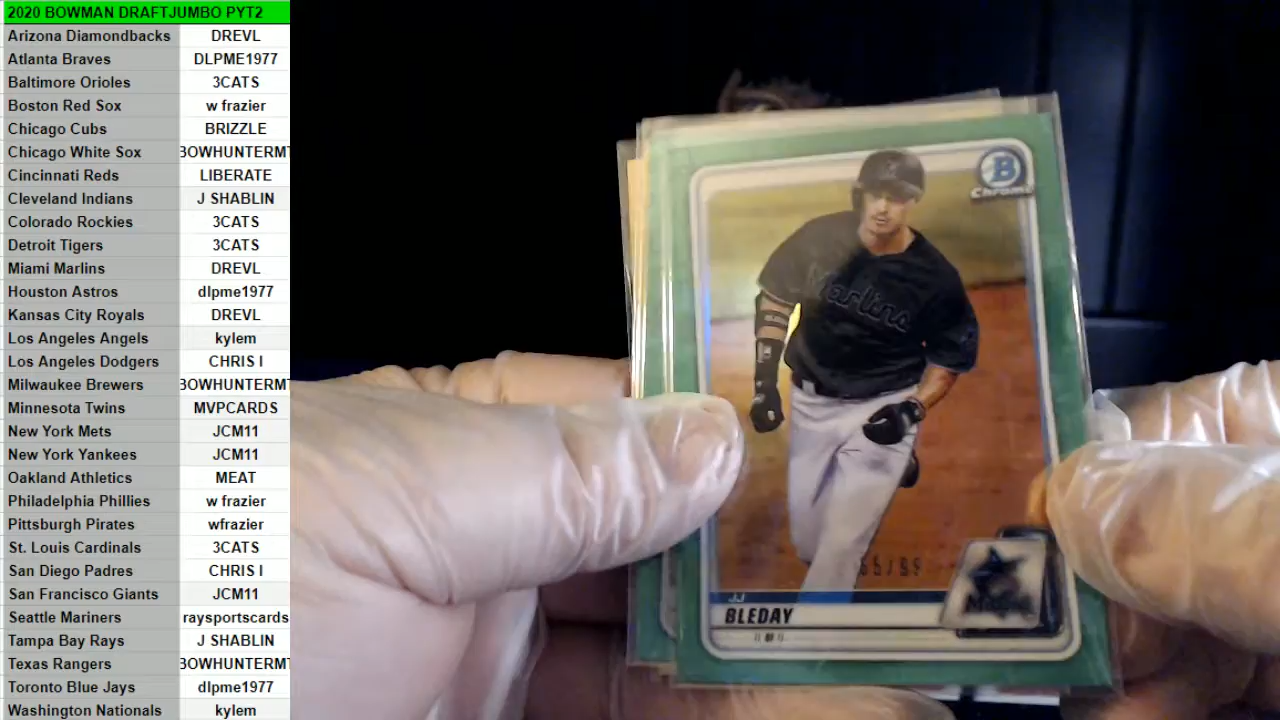 2020 BOWMAN DRAFTJUMBO PYT2
Arizona Diamondbacks DREVL
Atlanta Braves DLPME1977
Baltimore Orioles 3CATS
Boston Red Sox w frazier
Chicago Cubs BRIZZLE
Chicago White Sox BOWHUNTERMT
Cincinnati Reds LIBERATE
Cleveland Indians J SHABLIN
Colorado Rockies 3CATS
Detroit Tigers 3CATS
Miami Marlins DREVL
Houston Astros dlpme1977
Kansas City Royals DREVL
Los Angeles Angels kylem
Los Angeles Dodgers CHRIS I
Milwaukee Brewers BOWHUNTERMT
Minnesota Twins MVPCARDS
New York Mets JCM11
New York Yankees JCM11
Oakland Athletics MEAT
Philadelphia Phillies w frazier
Pittsburgh Pirates wfrazier
St. Louis Cardinals 3CATS
San Diego Padres CHRIS I
San Francisco Giants JCM11
Seattle Mariners raysportscards
Tampa Bay Rays J SHABLIN
Texas Rangers BOWHUNTERMT
Toronto Blue Jays dlpme1977
Washington Nationals kylem
B
Chrome
Marlins
JJ
BLEDAY